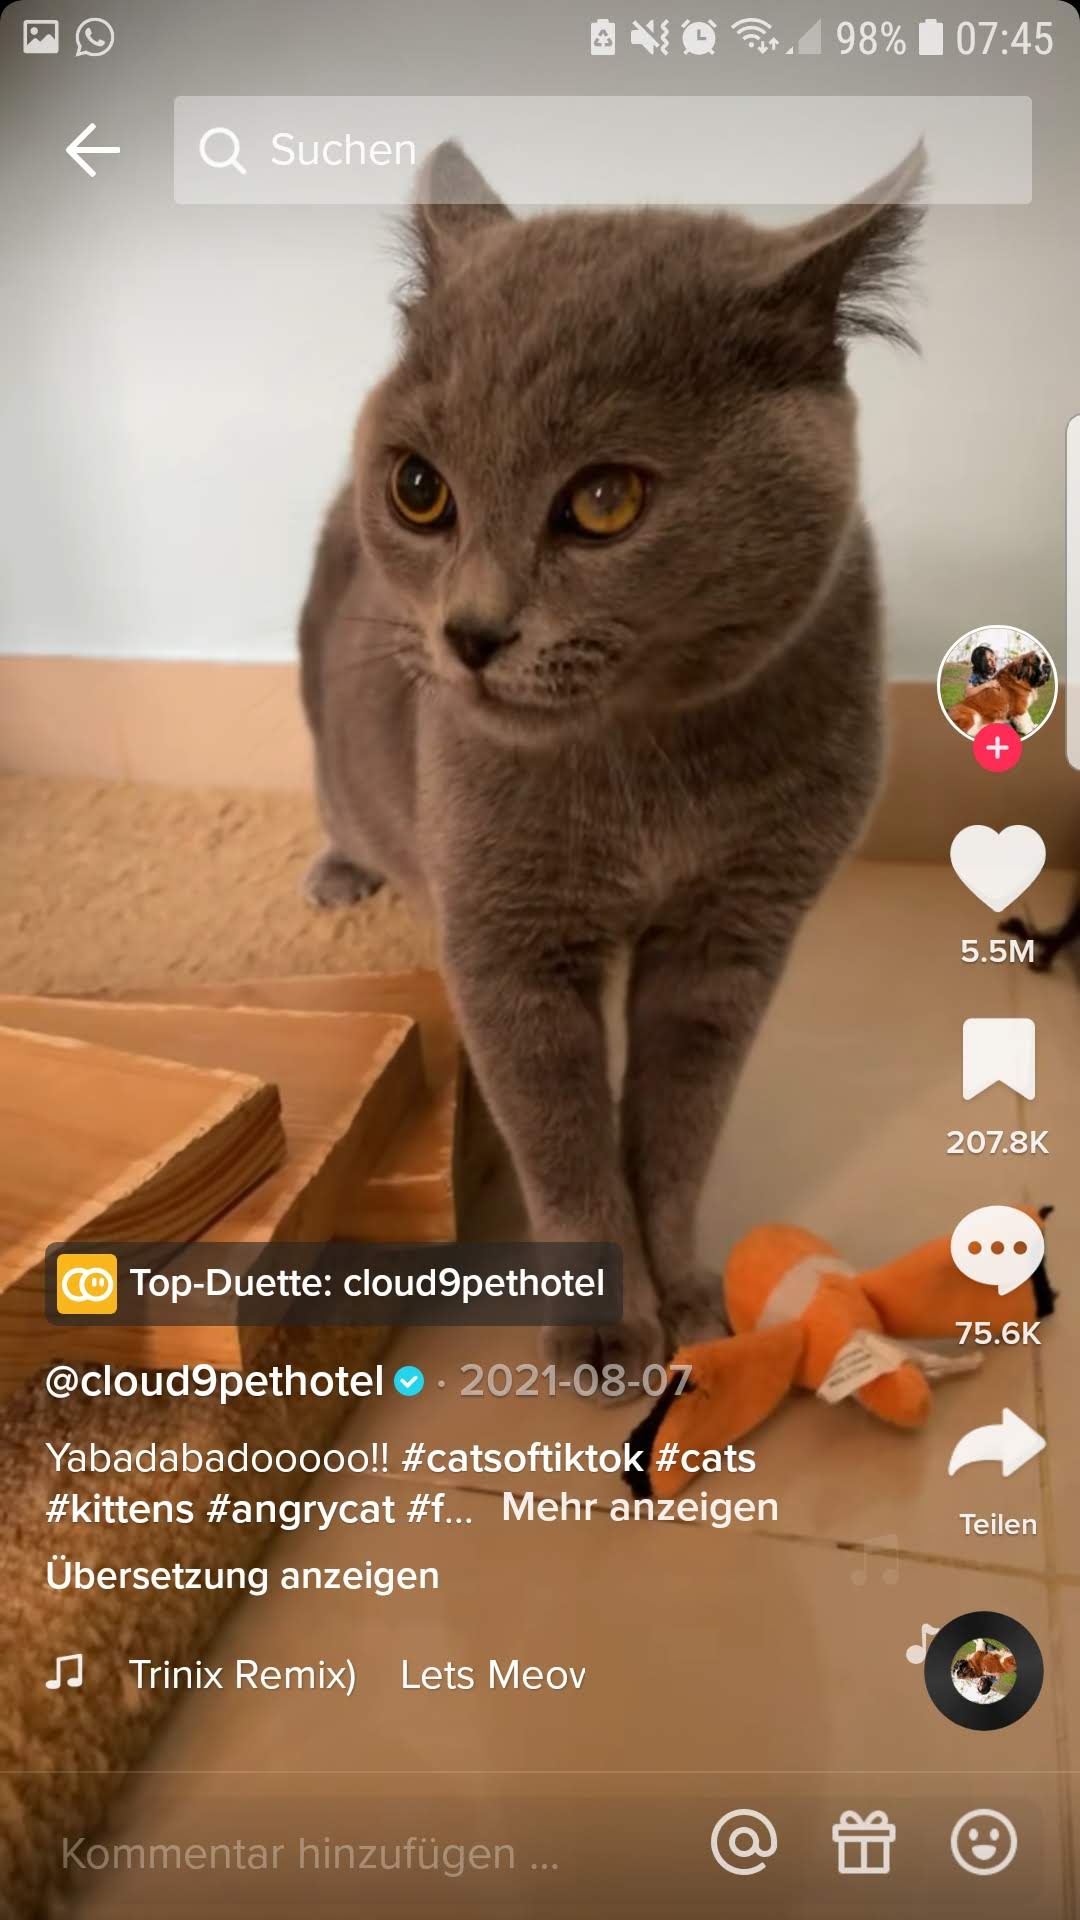 98% 07:45
Suchen
5.5M
207.8K
75.6K
Top-Duette: cloud9pethotel
@cloud9pethotel · 2021-08-07
Yabadabadooooo!! #catsoftiktok #cats
#kittens #angrycat #f... Mehr anzeigen
Teilen
Übersetzung anzeigen
Trinix Remix) Lets Meow
Kommentar hinzufügen ...